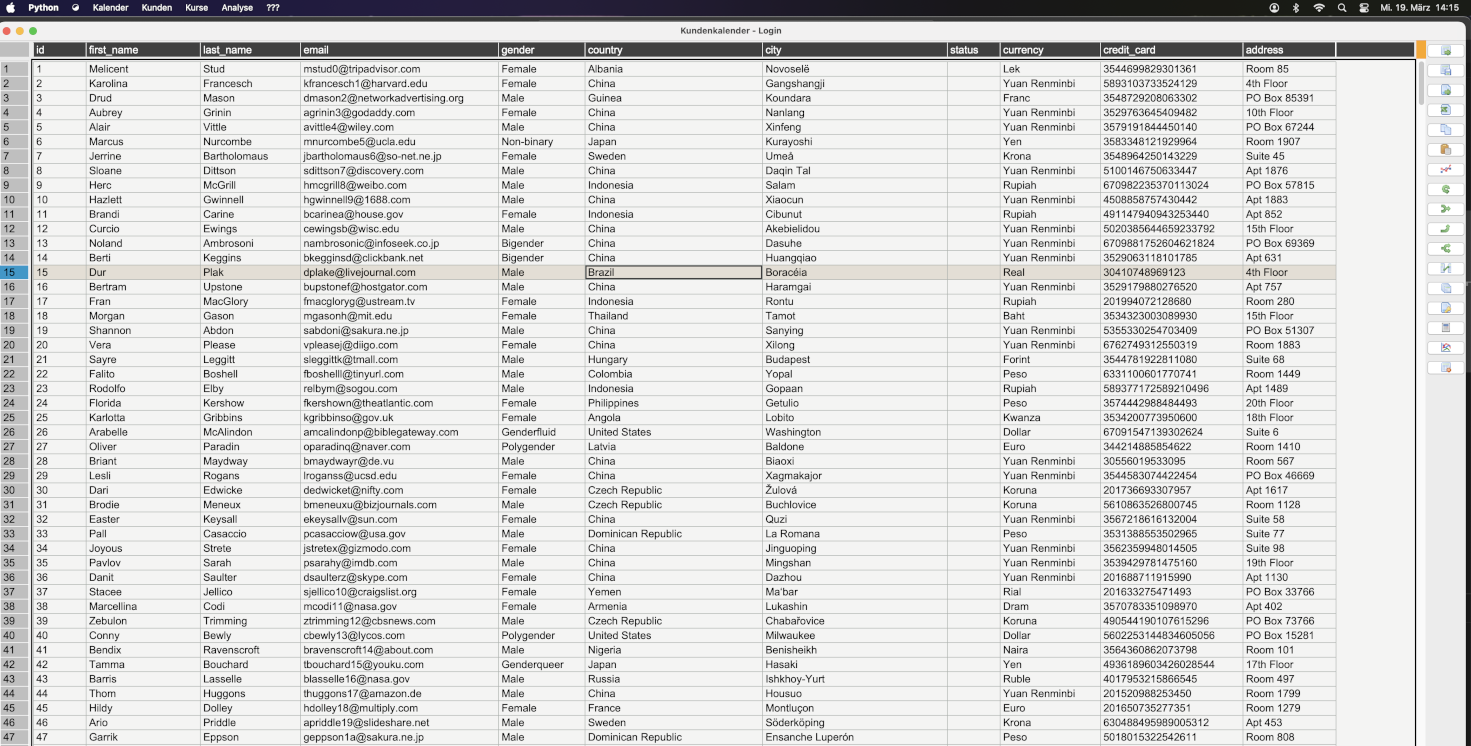 Python Kalender Kunden Kurse Analyse ??? Mi. 19. März 14:15
Kundenkalender - Login
id first_name last_name email gender country city status currency credit_card address
1 1 Melicent Stud mstud0@tripadvisor.com Female Albania Novoselë Lek 3544699829301361 Room 85
2 2 Karolina Francesch kfrancesch1@harvard.edu Female China Gangshangji Yuan Renminbi 5893103733524129 4th Floor
3 3 Drud Mason dmason2@networkadvertising.org Male Guinea Koundara Franc 3548729208063302 PO Box 85391
4 4 Aubrey Grinin agrinin3@godaddy.com Female China Nanlang Yuan Renminbi 3529763645409482 10th Floor
5 5 Alair Vittle avittle4@wiley.com Male China Xinfeng Yuan Renminbi 3579191844450140 PO Box 67244
6 6 Marcus Nurcombe mnurcombe5@ucla.edu Non-binary Japan Kurayoshi Yen 3583348121929964 Room 1907
7 7 Jerrine Bartholomaus jbartholomaus6@so-net.ne.jp Female Sweden Umeå Krona 3548964250143229 Suite 45
8 8 Sloane Dittson sdittson7@discovery.com Male China Daqin Tal Yuan Renminbi 5100146750633447 Apt 1876
9 9 Herc McGrill hmcgrill8@weibo.com Male Indonesia Salam Rupiah 670982235370113024 PO Box 57815
10 10 Hazlett Gwinnell hgwinnell9@1688.com Male China Xiaocun Yuan Renminbi 4508858757430442 Apt 1883
11 11 Brandi Carine bcarinea@house.gov Female Indonesia Cibunut Rupiah 491147940943253440 Apt 852
12 12 Curcio Ewings cewingsb@wisc.edu Male China Akebielidou Yuan Renminbi 5020385644659233792 15th Floor
13 13 Noland Ambrosoni nambrosonic@infoseek.co.jp Bigender China Dasuhe Yuan Renminbi 6709881752604621824 PO Box 69369
14 14 Berti Keggins bkegginsd@clickbank.net Bigender China Huangqiao Yuan Renminbi 3529063118101785 Apt 631
15 15 Dur Plak dplake@livejournal.com Male Brazil Boracéia Real 30410748969123 4th Floor
16 16 Bertram Upstone bupstonef@hostgator.com Male China Haramgai Yuan Renminbi 3529179880276520 Apt 757
17 17 Fran MacGlory fmacgloryg@ustream.tv Female Indonesia Rontu Rupiah 201994072128680 Room 280
18 18 Morgan Gason mgasonh@mit.edu Female Thailand Tamot Baht 3534323003089930 15th Floor
19 19 Shannon Abdon sabdoni@sakura.ne.jp Male China Sanying Yuan Renminbi 5355330254703409 PO Box 51307
20 20 Vera Please vpleasej@diigo.com Female China Xilong Yuan Renminbi 6762749312550319 Room 1883
21 21 Sayre Leggitt sleggittk@tmall.com Male Hungary Budapest Forint 3544781922811080 Suite 68
22 22 Falito Boshell fboshelll@tinyurl.com Male Colombia Yopal Peso 6331100601770741 Room 1449
23 23 Rodolfo Elby relbym@sogou.com Male Indonesia Gopaan Rupiah 589377172589210496 Apt 1489
24 24 Florida Kershow fkershown@theatlantic.com Female Philippines Getulio Peso 3574442988484493 20th Floor
25 25 Karlotta Gribbins kgribbinso@gov.uk Female Angola Lobito Kwanza 3534200773950600 18th Floor
26 26 Arabelle McAlindon amcalindonp@biblegateway.com Genderfluid United States Washington Dollar 67091547139302624 Suite 6
27 27 Oliver Paradin oparadinq@naver.com Polygender Latvia Baldone Euro 344214885854622 Room 1410
28 28 Briant Maydway bmaydwayr@de.vu Male China Biaoxi Yuan Renminbi 30556019533095 Room 567
29 29 Lesli Rogans lroganss@ucsd.edu Female China Xagmakajor Yuan Renminbi 3544583074422454 PO Box 46669
30 30 Dari Edwicke dedwicket@nifty.com Female Czech Republic Žulová Koruna 201736693307957 Apt 1617
31 31 Brodie Meneux bmeneuxu@bizjournals.com Male Czech Republic Buchlovice Koruna 5610863526800745 Room 1128
32 32 Easter Keysall ekeysallv@sun.com Female China Quzi Yuan Renminbi 3567218616132004 Suite 58
33 33 Pall Casaccio pcasacciow@usa.gov Male Dominican Republic La Romana Peso 3531388553502965 Suite 77
34 34 Joyous Strete jstretex@gizmodo.com Female China Jinguoping Yuan Renminbi 3562359948014505 Suite 98
35 35 Pavlov Sarah psarahy@imdb.com Male China Mingshan Yuan Renminbi 3539429781475160 19th Floor
36 36 Danit Saulter dsaulterz@skype.com Female China Dazhou Yuan Renminbi 201688711915990 Apt 1130
37 37 Stacee Jellico sjellico10@craigslist.org Female Yemen Ma'bar Rial 201633275471493 PO Box 33766
38 38 Marcellina Codi mcodi11@nasa.gov Female Armenia Lukashin Dram 3570783351098970 Apt 402
39 39 Zebulon Trimming ztrimming12@cbsnews.com Male Czech Republic Chabařovice Koruna 490544190107615296 PO Box 73766
40 40 Conny Bewly cbewly13@lycos.com Polygender United States Milwaukee Dollar 5602253144834605056 PO Box 15281
41 41 Bendix Ravenscroft bravenscroft14@about.com Male Nigeria Benisheikh Naira 3564360862073798 Room 101
42 42 Tamma Bouchard tbouchard15@youku.com Genderqueer Japan Hasaki Yen 4936189603426028544 17th Floor
43 43 Barris Lasselle blasselle16@nasa.gov Male Russia Ishkhoy-Yurt Ruble 4017953215866545 Room 497
44 44 Thom Huggons thuggons17@amazon.de Male China Housuo Yuan Renminbi 201520988253450 Room 1799
45 45 Hildy Dolley hdolley18@multiply.com Female France Montluçon Euro 201650735277351 Room 1279
46 46 Ario Priddle apriddle19@slideshare.net Male Sweden Söderköping Krona 630488495989005312 Apt 453
47 47 Garrik Eppson geppson1a@sakura.ne.jp Male Dominican Republic Ensanche Luperón Peso 5018015322542611 Room 808